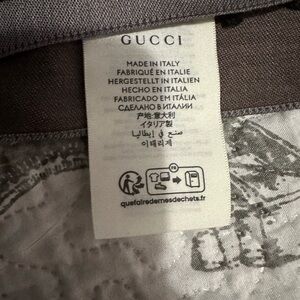 GUCCI
MADE IN ITALY
FABRIQUÉ EN ITALIE
HERGESTELLT IN ITALIEN
HECHO EN ITALIA
FABRICADO EM ITÁLIA
СДЕЛАНО В ИТАЛИИ
产地:意大利
イタリア製
صنع في إيطاليا
이태리제
FR
quefairedemesdechets.fr